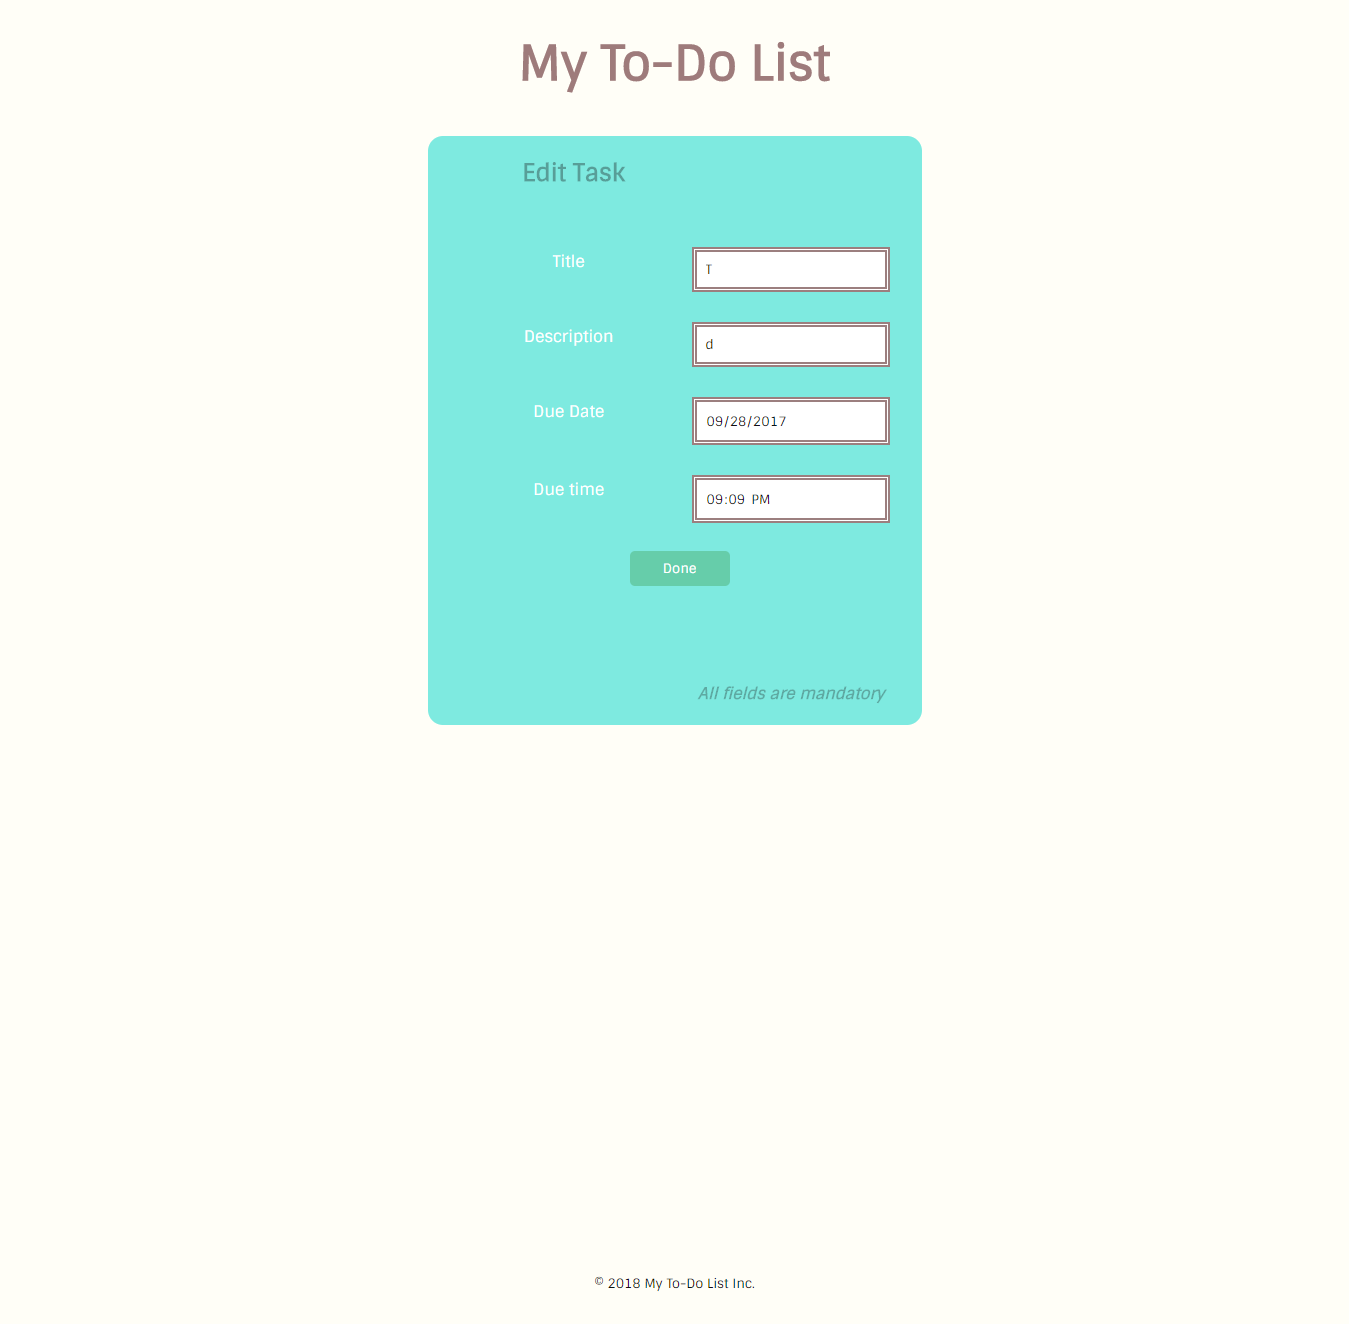 My To-Do List
Edit Task
Title
T
Description
d
Due Date
09/28/2017
Due time
09:09 PM
Done
All fields are mandatory
© 2018 My To-Do List Inc.